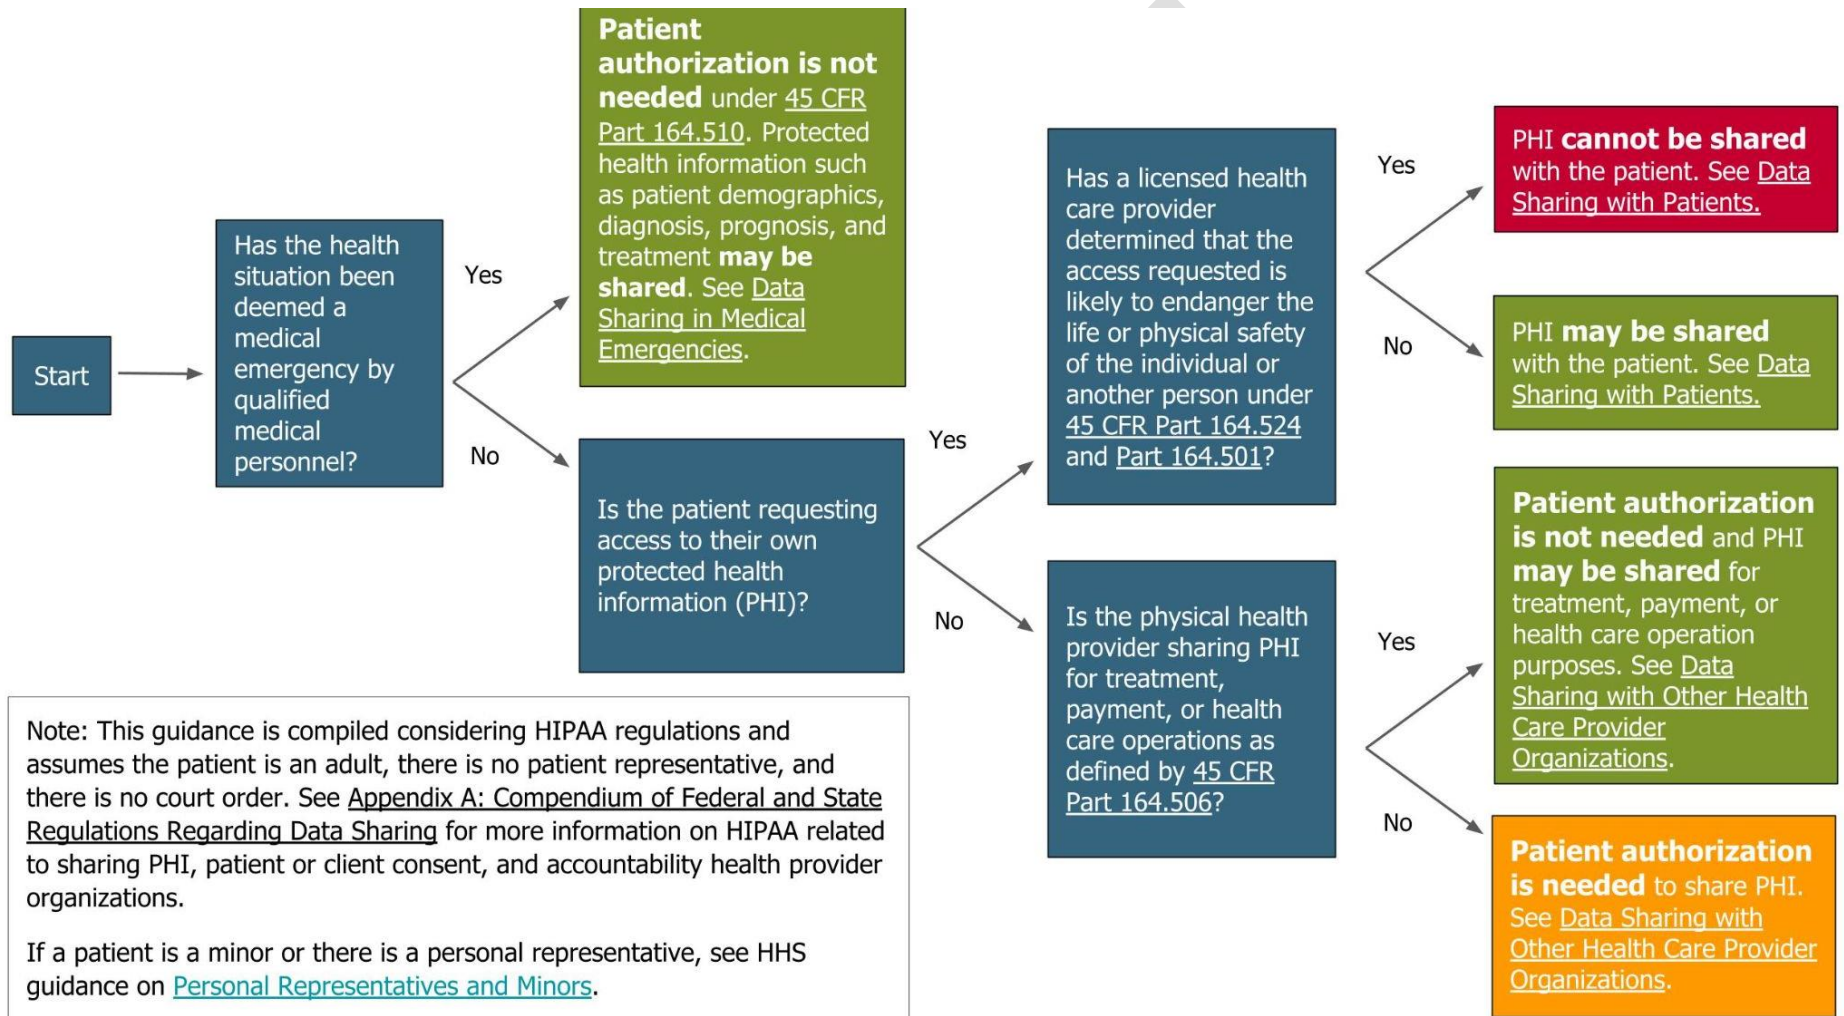 Start
Has the health
situation been
deemed a
medical
emergency by
qualified
medical
personnel?
Yes
No
Patient
authorization is not
needed under 45 CFR
Part 164.510. Protected
health information such
as patient demographics,
diagnosis, prognosis, and
treatment may be
shared. See Data
Sharing in Medical
Emergencies.
Is the patient requesting
access to their own
protected health
information (PHI)?
Yes
No
Has a licensed health
care provider
determined that the
access requested is
likely to endanger the
life or physical safety
of the individual or
another person under
45 CFR Part 164.524
and Part 164.501?
Yes
No
PHI cannot be shared
with the patient. See Data
Sharing with Patients.
PHI may be shared
with the patient. See Data
Sharing with Patients.
Is the physical health
provider sharing PHI
for treatment,
payment, or health
care operations as
defined by 45 CFR
Part 164.506?
Yes
No
Patient authorization
is not needed and PHI
may be shared for
treatment, payment, or
health care operation
purposes. See Data
Sharing with Other Health
Care Provider
Organizations.
Patient authorization
is needed to share PHI.
See Data Sharing with
Other Health Care Provider
Organizations.
Note: This guidance is compiled considering HIPAA regulations and
assumes the patient is an adult, there is no patient representative, and
there is no court order. See Appendix A: Compendium of Federal and State
Regulations Regarding Data Sharing for more information on HIPAA related
to sharing PHI, patient or client consent, and accountability health provider
organizations.
If a patient is a minor or there is a personal representative, see HHS
guidance on Personal Representatives and Minors.